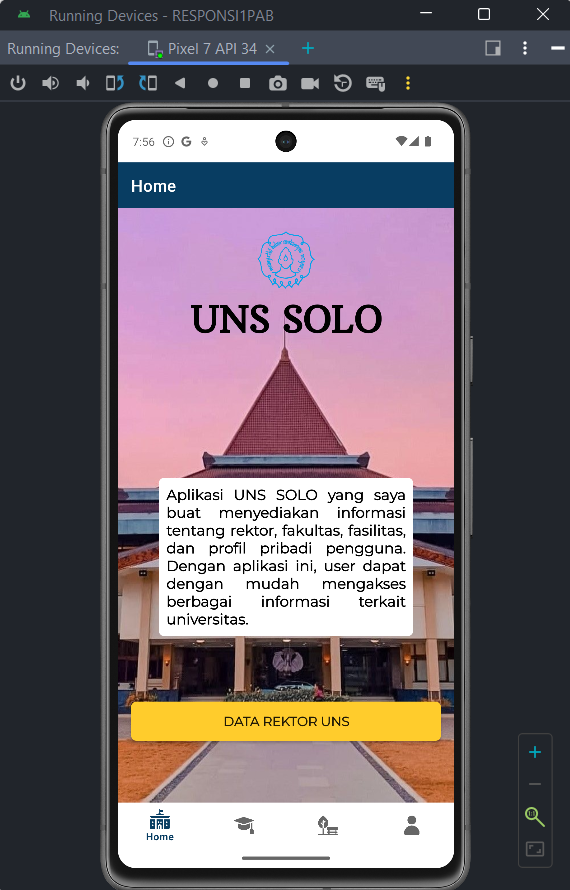 Running Devices - RESPONSI1PAB
Running Devices:
Pixel 7 API 34
7:56
G
Home
UNS SOLO
Aplikasi UNS SOLO yang saya
buat menyediakan informasi
tentang rektor, fakultas, fasilitas,
dan profil pribadi pengguna.
Dengan aplikasi ini, user dapat
dengan mudah mengakses
berbagai informasi terkait
universitas.
DATA REKTOR UNS
Home
1:1